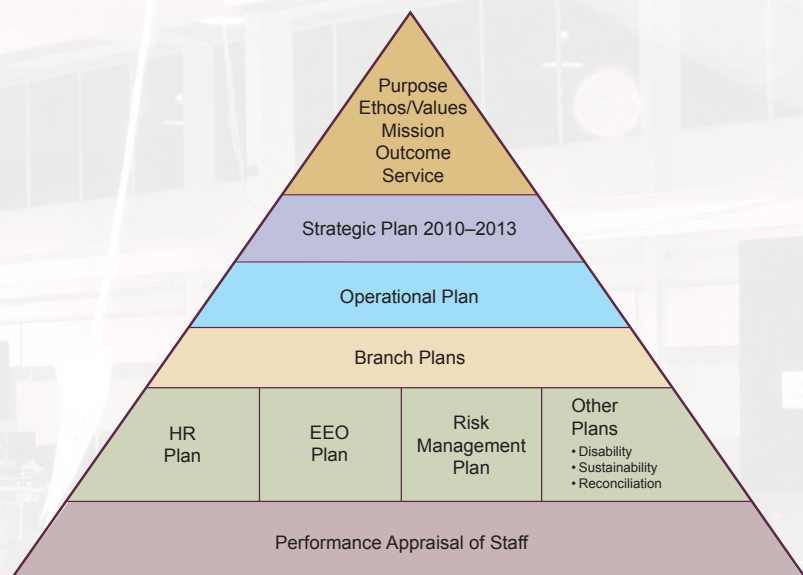 Purpose
Ethos/Values
Mission
Outcome
Service
Strategic Plan 2010–2013
Operational Plan
Branch Plans
HR
Plan
EEO
Plan
Risk
Management
Plan
Other
Plans
• Disability
• Sustainability
• Reconciliation
Performance Appraisal of Staff